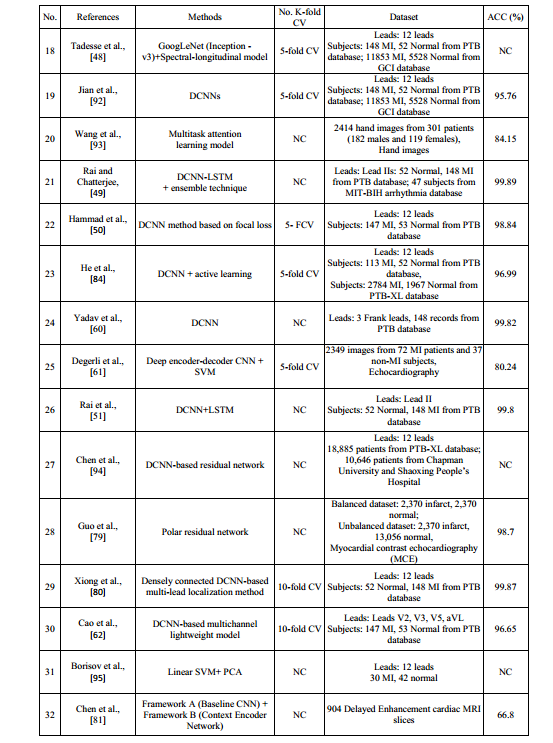 No. References Methods No. K-fold CV Dataset ACC (%)
18 Tadesse et al., [48] GoogLeNet (Inception - v3)+Spectral-longitudinal model 5-fold CV Leads: 12 leads Subjects: 148 MI, 52 Normal from PTB database; 11853 MI, 5528 Normal from GCI database NC
19 Jian et al., [92] DCNNs 5-fold CV Leads: 12 leads Subjects: 148 MI, 52 Normal from PTB database; 11853 MI, 5528 Normal from GCI database 95.76
20 Wang et al., [93] Multitask attention learning model NC 2414 hand images from 301 patients (182 males and 119 females), Hand images 84.15
21 Rai and Chatterjee, [49] DCNN-LSTM + ensemble technique NC Leads: Lead IIs: 52 Normal, 148 MI from PTB database; 47 subjects from MIT-BIH arrhythmia database 99.89
22 Hammad et al., [50] DCNN method based on focal loss 5- FCV Leads: 12 leads Subjects: 147 MI, 53 Normal from PTB database 98.84
23 He et al., [84] DCNN + active learning 5-fold CV Leads: 12 leads Subjects: 113 MI, 52 Normal from PTB database, Subjects: 2784 MI, 1967 Normal from PTB-XL database 96.99
24 Yadav et al., [60] DCNN NC Leads: 3 Frank leads, 148 records from PTB database 99.82
25 Degerli et al., [61] Deep encoder-decoder CNN + SVM 5-fold CV 2349 images from 72 MI patients and 37 non-MI subjects, Echocardiography 80.24
26 Rai et al., [51] DCNN+LSTM NC Leads: Lead II Subjects: 52 Normal, 148 MI from PTB database 99.8
27 Chen et al., [94] DCNN-based residual network NC Leads: 12 leads 18,885 patients from PTB-XL database; 10,646 patients from Chapman University and Shaoxing People's Hospital NC
28 Guo et al., [79] Polar residual network NC Balanced dataset: 2,370 infarct, 2,370 normal; Unbalanced dataset: 2,370 infarct, 13,056 normal, Myocardial contrast echocardiography (MCE) 98.7
29 Xiong et al., [80] Densely connected DCNN-based multi-lead localization method 10-fold CV Leads: 12 leads Subjects: 52 Normal, 148 MI from PTB database 99.87
30 Cao et al., [62] DCNN-based multichannel lightweight model 10-fold CV Leads: Leads V2, V3, V5, aVL Subjects: 147 MI, 53 Normal from PTB database 96.65
31 Borisov et al., [95] Linear SVM+ PCA NC Leads: 12 leads 30 MI, 42 normal NC
32 Chen et al., [81] Framework A (Baseline CNN) + Framework B (Context Encoder Network) NC 904 Delayed Enhancement cardiac MRI slices 66.8